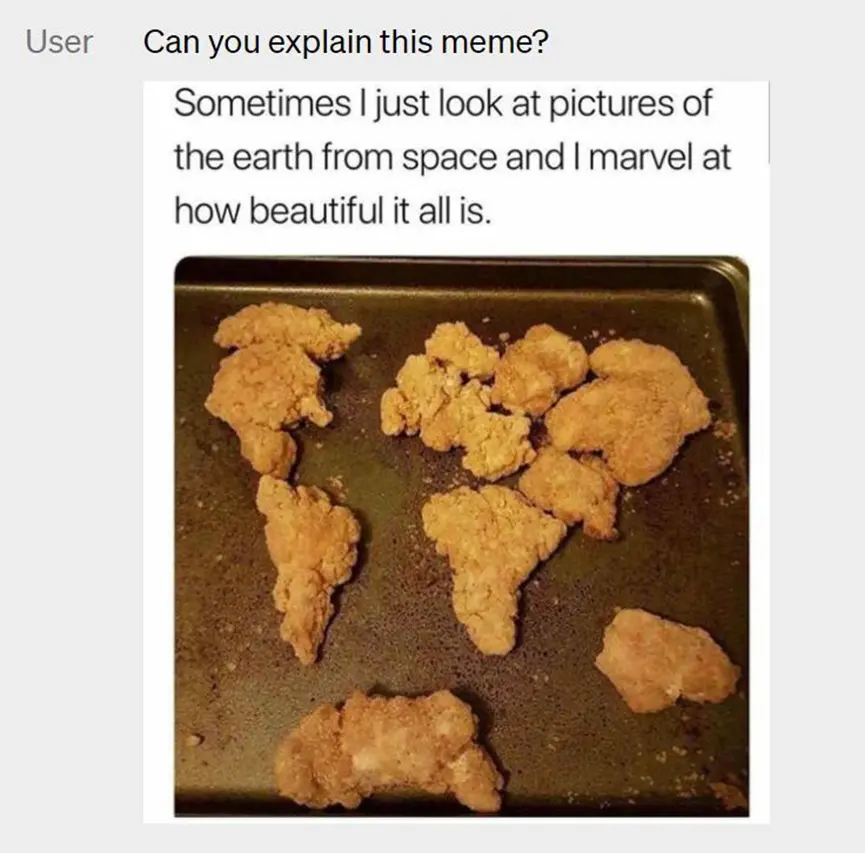 User Can you explain this meme?
Sometimes I just look at pictures of
the earth from space and I marvel at
how beautiful it all is.